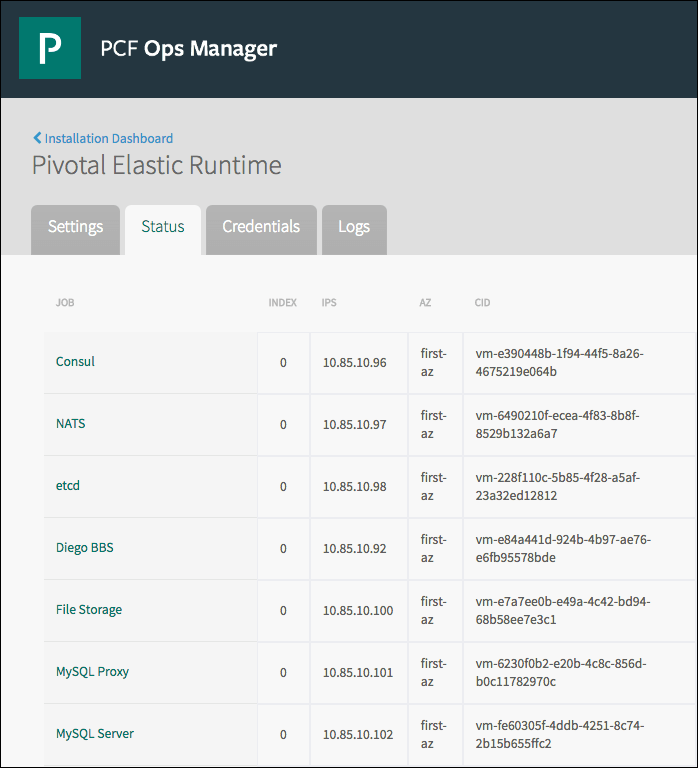 P
PCF Ops Manager
Installation Dashboard
Pivotal Elastic Runtime
Settings Status Credentials Logs
JOB INDEX IPS AZ CID
Consul 0 10.85.10.96 first-az vm-e390448b-1f94-44f5-8a26-
4675219e064b
NATS 0 10.85.10.97 first-az vm-6490210f-ecea-4f83-8b8f-
8529b132a6a7
etcd 0 10.85.10.98 first-az vm-228f110c-5b85-4f28-a5af-
23a32ed12812
Diego BBS 0 10.85.10.92 first-az vm-e84a441d-924b-4b97-ae76-
e6fb95578bde
File Storage 0 10.85.10.100 first-az vm-e7a7ee0b-e49a-4c42-bd94-
68b58ee7e3c1
MySQL Proxy 0 10.85.10.101 first-az vm-6230f0b2-e20b-4c8c-856d-
b0c11782970c
MySQL Server 0 10.85.10.102 first-az vm-fe60305f-4ddb-4251-8c74-
2b15b655ffc2